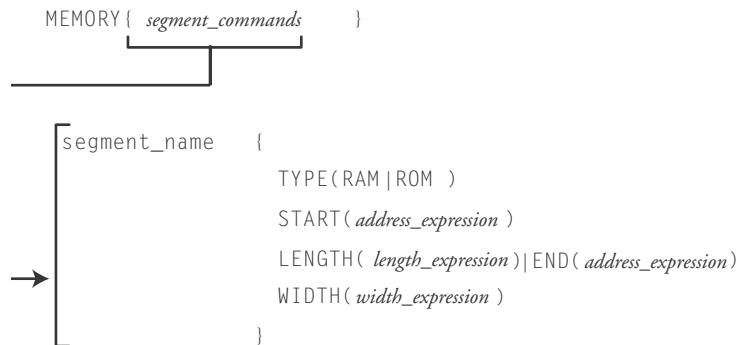 MEMORY{ segment_commands }
segment_name {
TYPE(RAM|ROM )
START( address_expression )
LENGTH( length_expression )|END( address_expression)
WIDTH( width_expression )
}